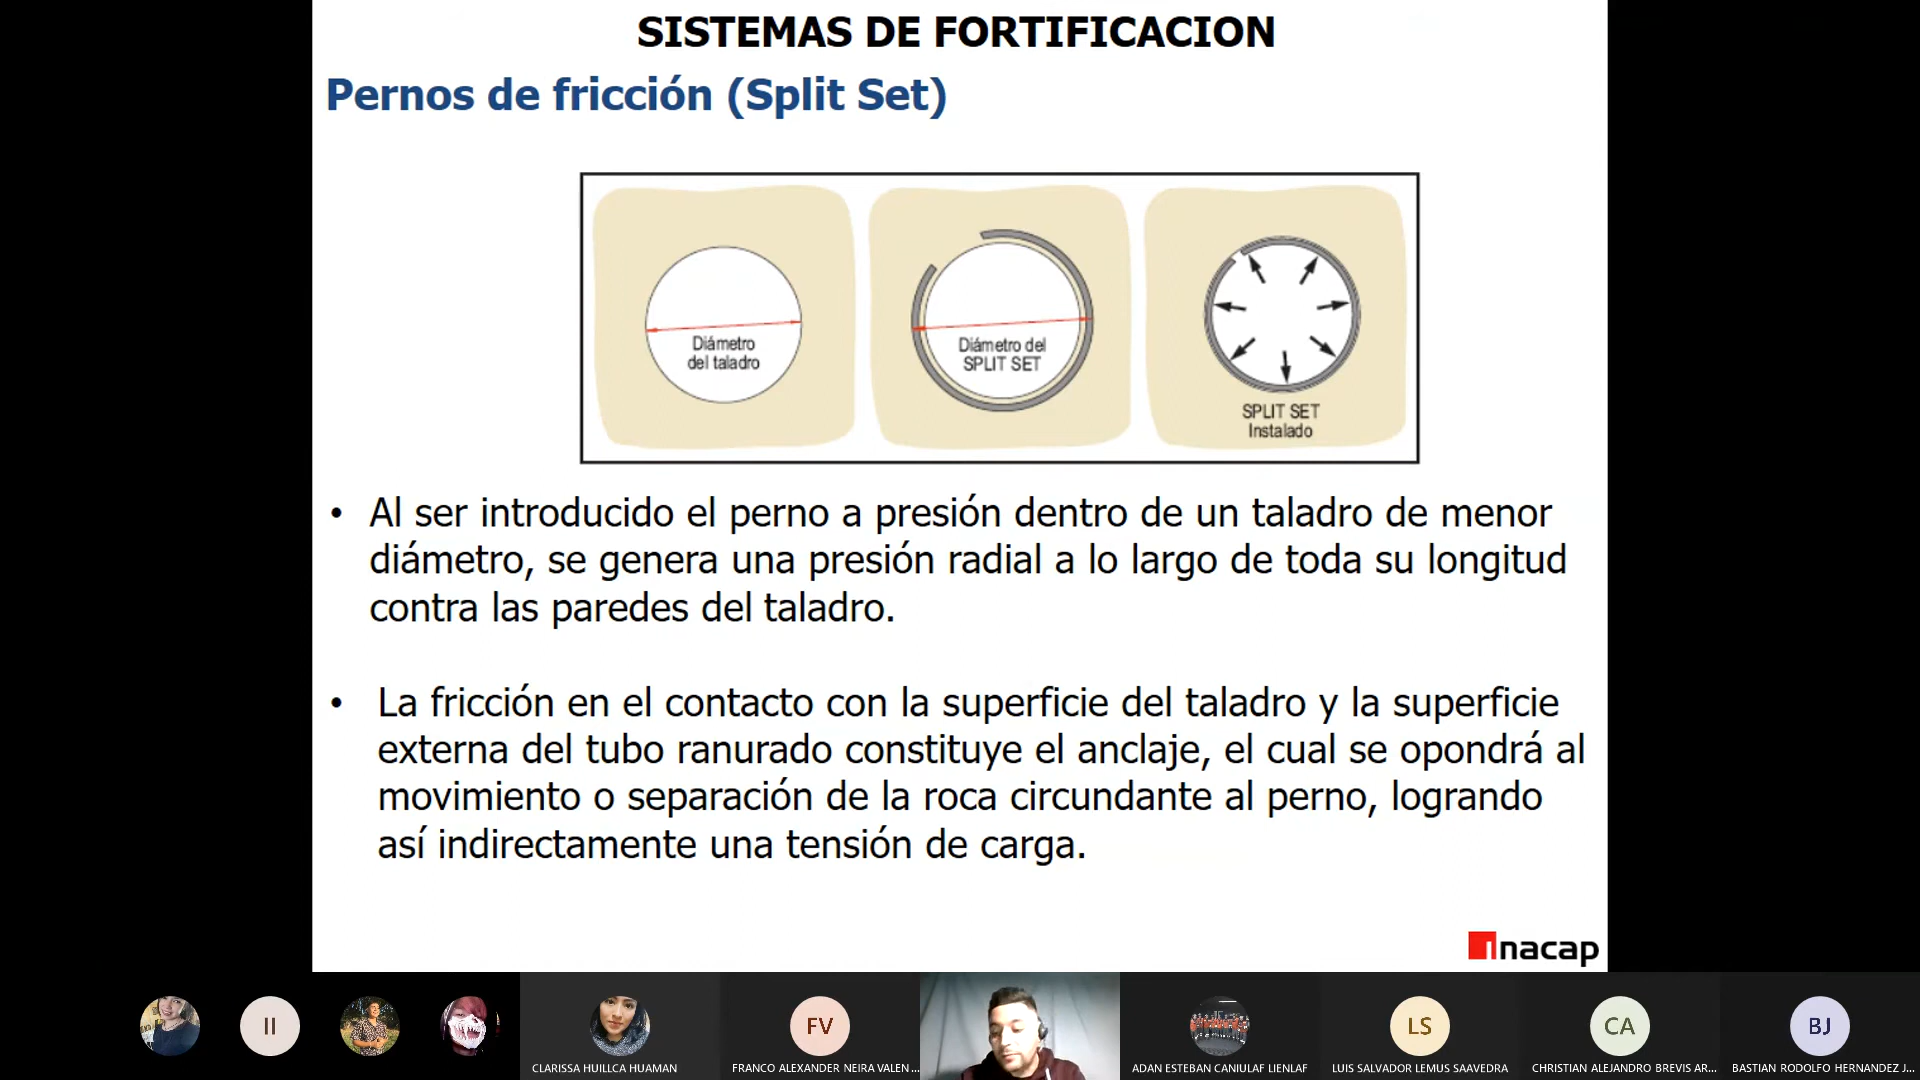 SISTEMAS DE FORTIFICACION
Pernos de fricción (Split Set)
Diámetro
del taladro
Diámetro del
SPLIT SET
SPLIT SET
Instalado
• Al ser introducido el perno a presión dentro de un taladro de menor
diámetro, se genera una presión radial a lo largo de toda su longitud
contra las paredes del taladro.
• La fricción en el contacto con la superficie del taladro y la superficie
externa del tubo ranurado constituye el anclaje, el cual se opondrá al
movimiento o separación de la roca circundante al perno, logrando
así indirectamente una tensión de carga.
inacap
II
FV
LS
CA
BJ
CLARISSA HUILLCA HUAMAN
FRANCO ALEXANDER NEIRA VALEN...
ADAN ESTEBAN CANIULAF LIENLAF
LUIS SALVADOR LEMUS SAAVEDRA
CHRISTIAN ALEJANDRO BREVIS AR...
BASTIAN RODOLFO HERNANDEZ J...